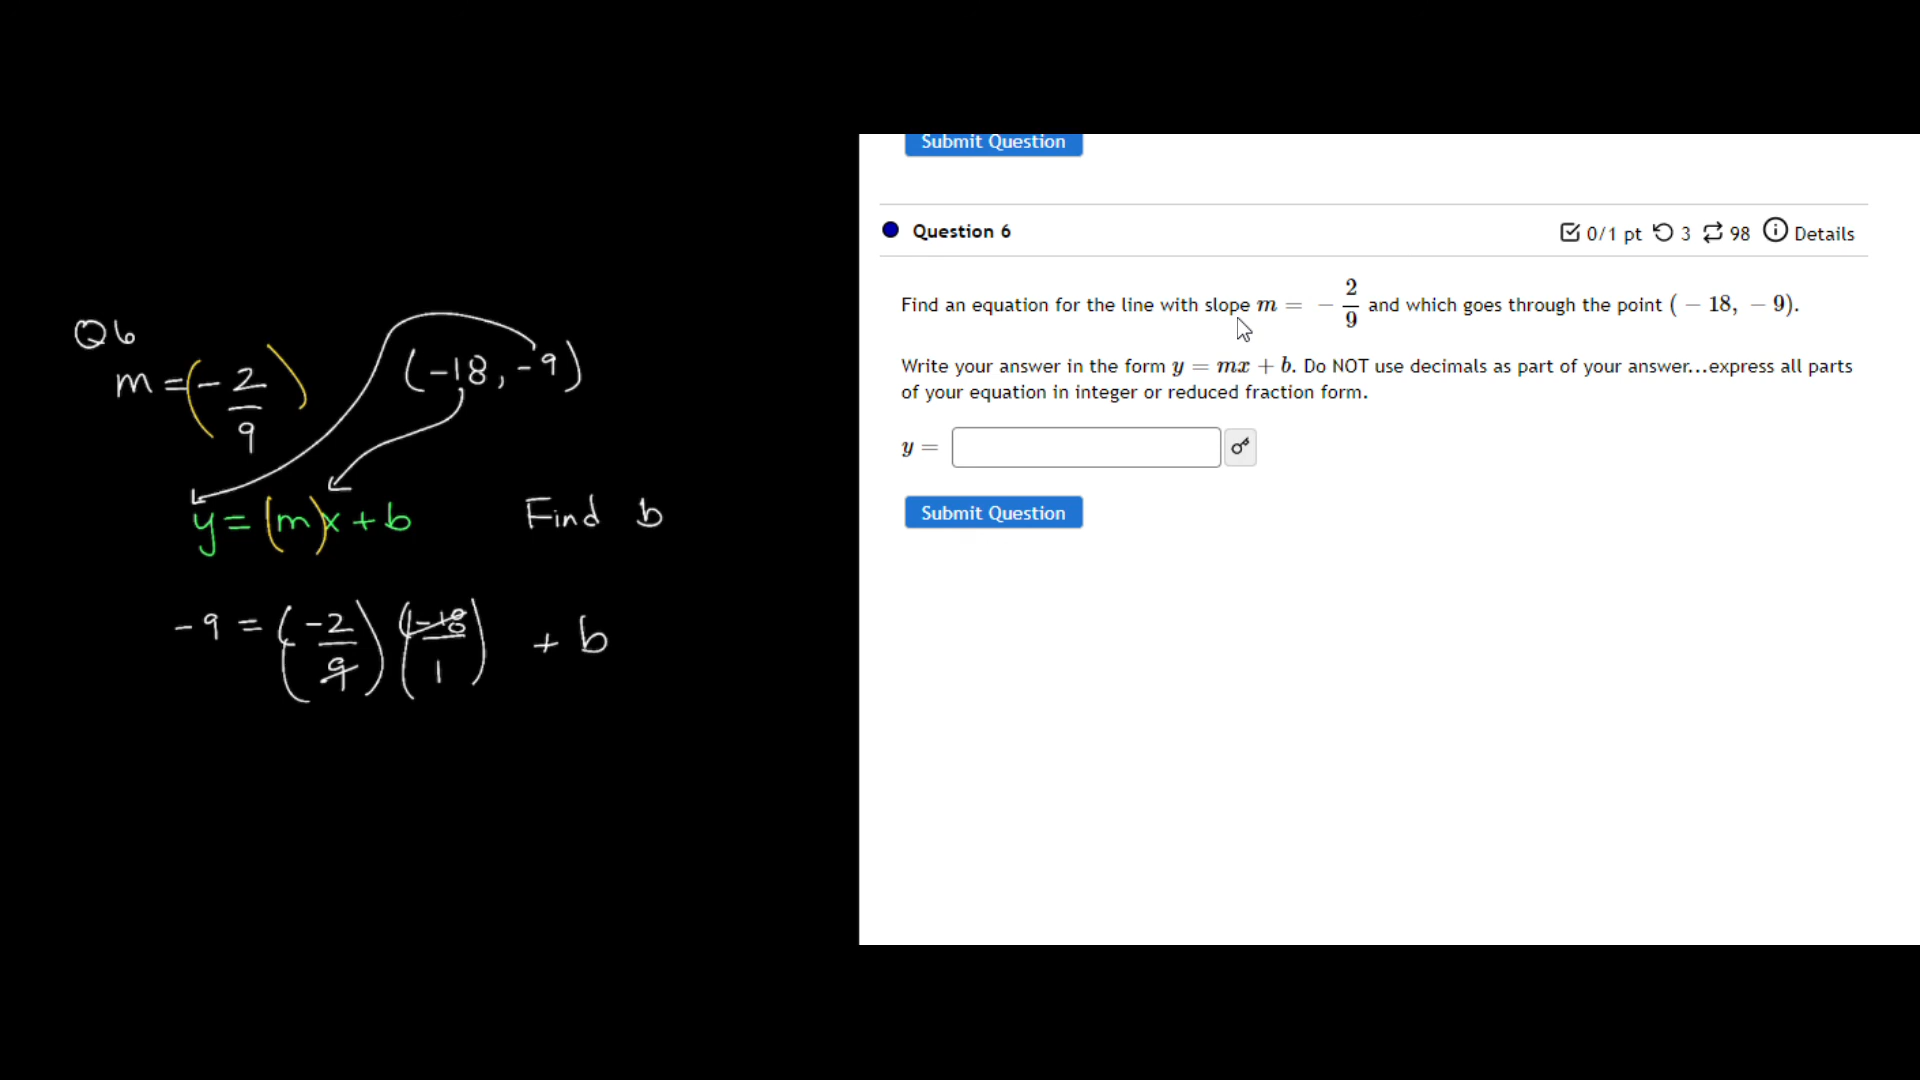 Q6
m = (-2/9) (-18, -9)
y = (m)x + b Find b
-9 = (-2/9)(-18/1) + b
Submit Question
Question 6 0/1 pt 3 98 Details
Find an equation for the line with slope m = - 2/9 and which goes through the point ( - 18, - 9).
Write your answer in the form y = mx + b. Do NOT use decimals as part of your answer...express all parts
of your equation in integer or reduced fraction form.
y =
Submit Question